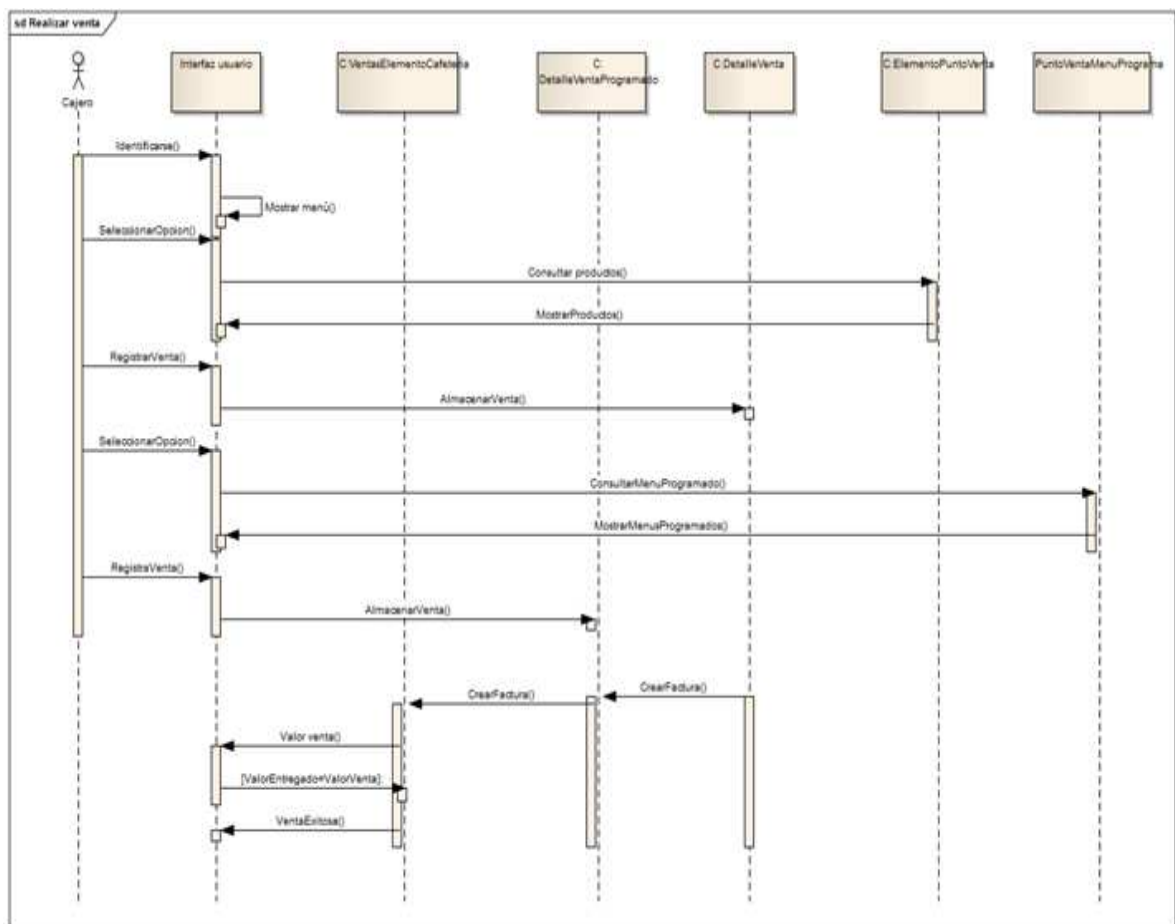 sd Realizar venta
Cajero
Interfaz usuario
C:VentasElementoCafeteria
C:
DetalleVentaProgramado
C:DetalleVenta
C:ElementoPuntoVenta
PuntoVentaMenuPrograma
Identificarse()
Mostrar menù()
SeleccionarOpcion()
Consultar productos()
MostrarProductos()
RegistrarVenta()
AlmacenarVenta()
SeleccionarOpcion()
ConsultarMenuProgramado()
MostrarMenusProgramados()
RegistraVenta()
AlmacenarVenta()
CrearFactura()
CrearFactura()
Valor venta()
[ValorEntregado=ValorVenta]:
VentaExitosa()